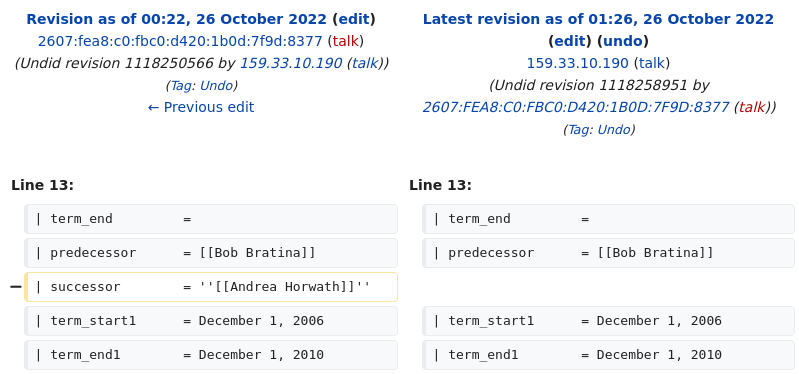 Revision as of 00:22, 26 October 2022 (edit)
2607:fea8:c0:fbc0:d420:1b0d:7f9d:8377 (talk)
(Undid revision 1118250566 by 159.33.10.190 (talk))
(Tag: Undo)
← Previous edit
Latest revision as of 01:26, 26 October 2022
(edit) (undo)
159.33.10.190 (talk)
(Undid revision 1118258951 by
2607:FEA8:C0:FBC0:D420:1B0D:7F9D:8377 (talk))
(Tag: Undo)
Line 13:
| term_end         =
| predecessor      = [[Bob Bratina]]
− | successor        = ''[[Andrea Horwath]]''
| term_start1      = December 1, 2006
| term_end1        = December 1, 2010
Line 13:
| term_end         =
| predecessor      = [[Bob Bratina]]
| term_start1      = December 1, 2006
| term_end1        = December 1, 2010